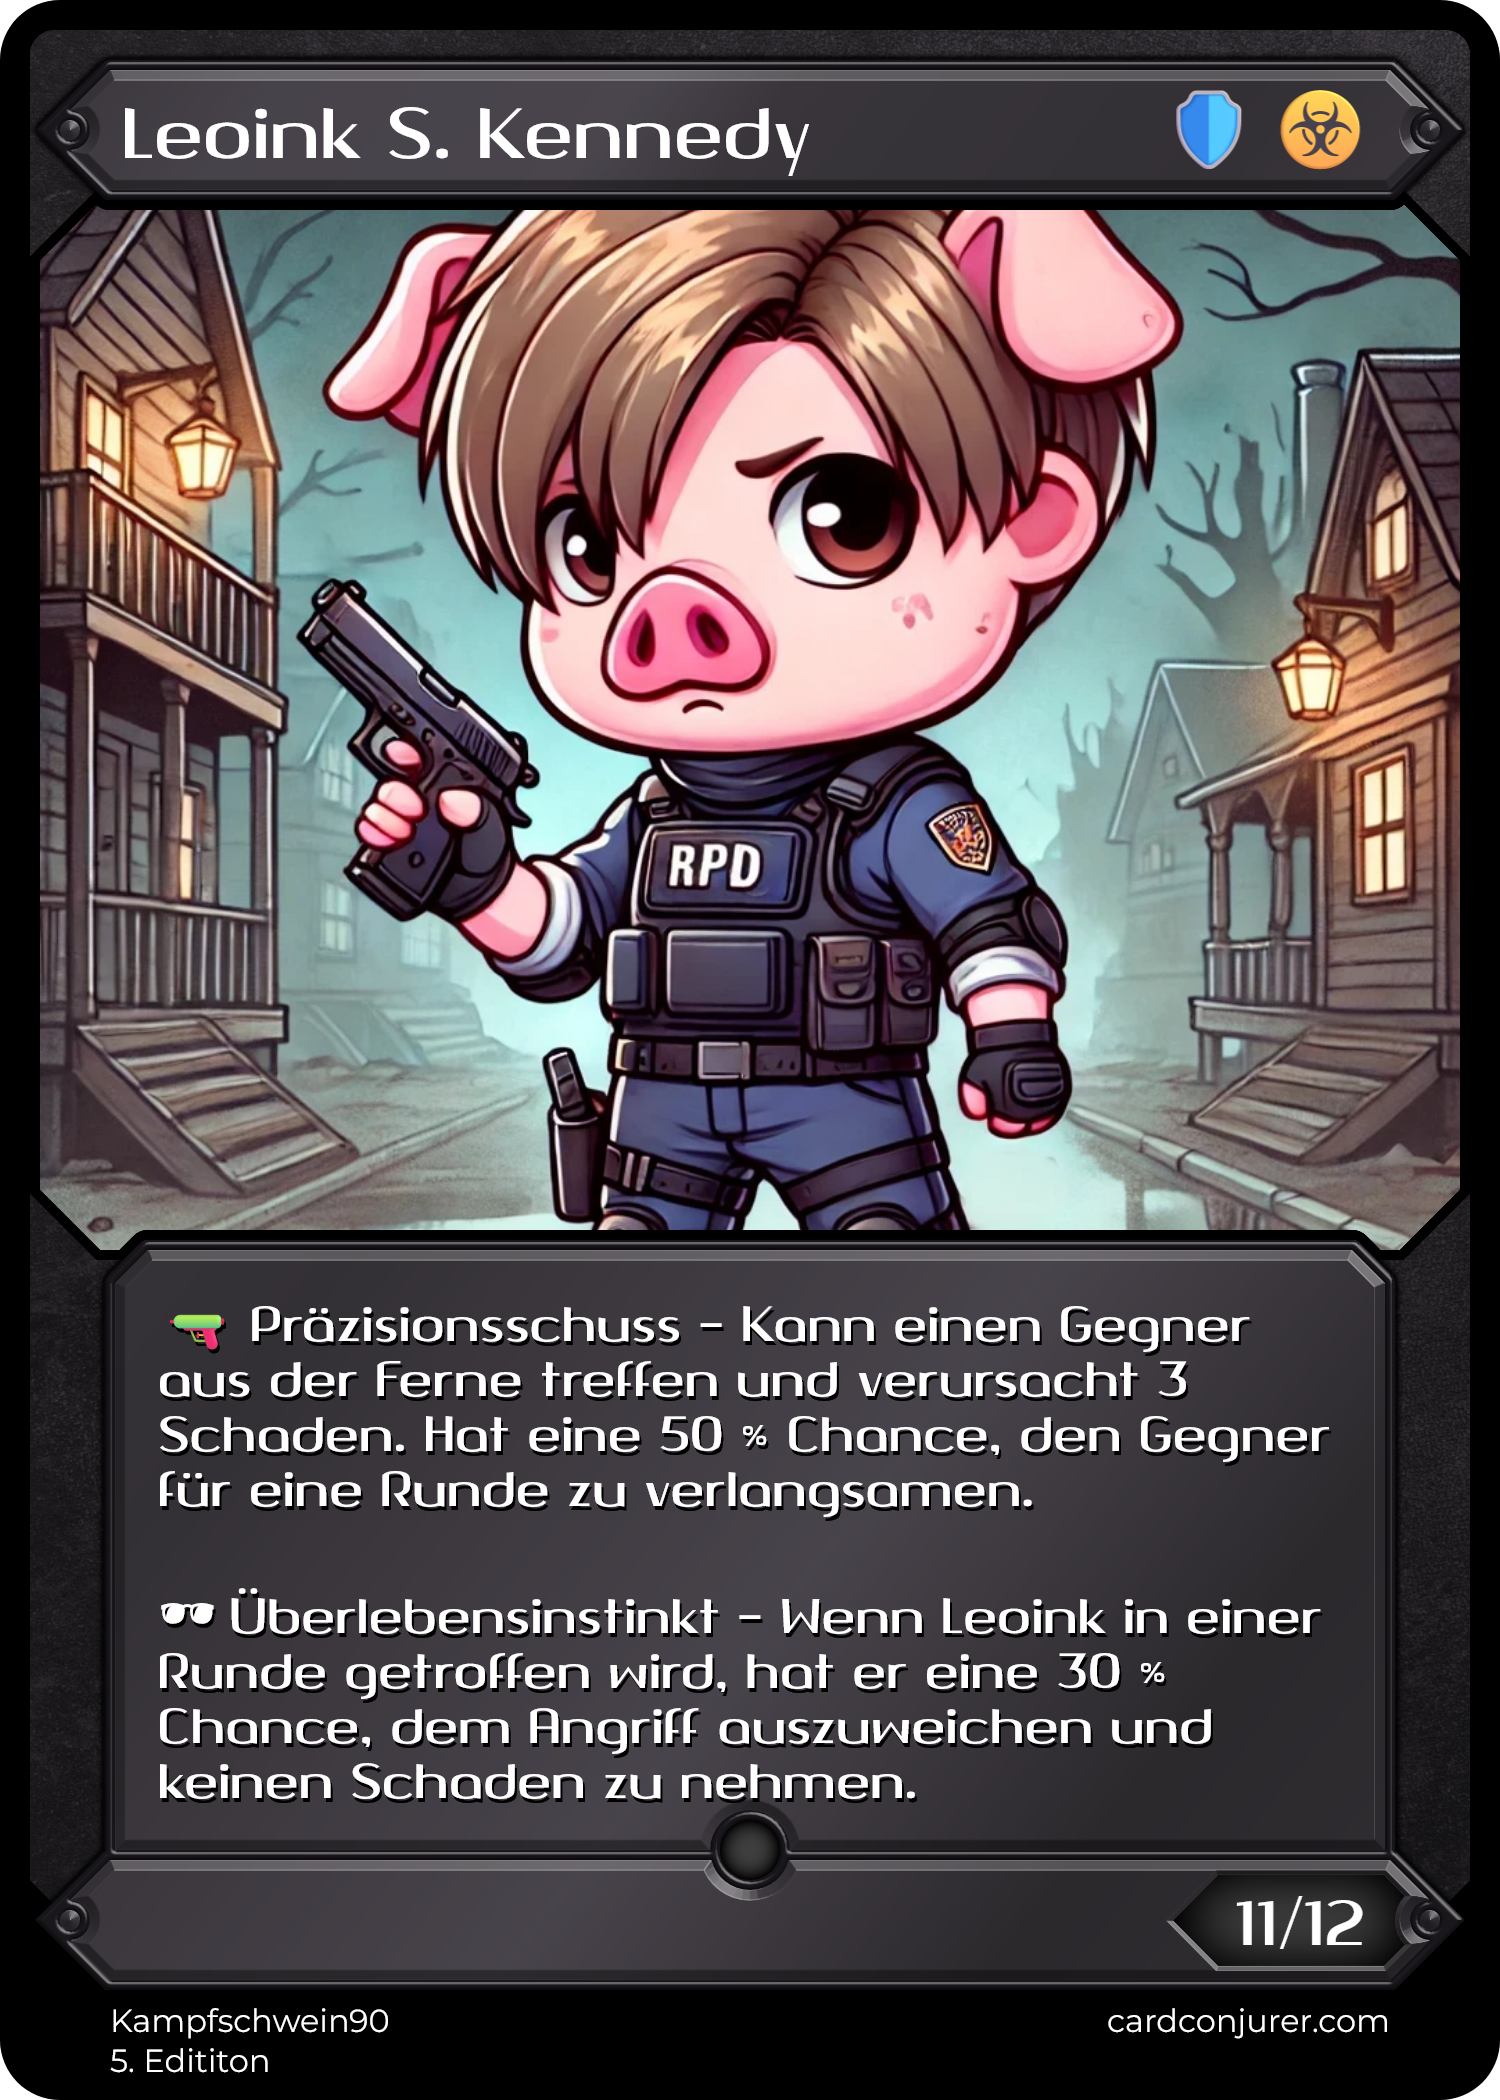 Leoink S. Kennedy
RPD
Präzisionsschuss - Kann einen Gegner
aus der Ferne treffen und verursacht 3
Schaden. Hat eine 50 % Chance, den Gegner
für eine Runde zu verlangsamen.
Überlebensinstinkt - Wenn Leoink in einer
Runde getroffen wird, hat er eine 30 %
Chance, dem Angriff auszuweichen und
keinen Schaden zu nehmen.
11/12
Kampfschwein90
cardconjurer.com
5. Edititon